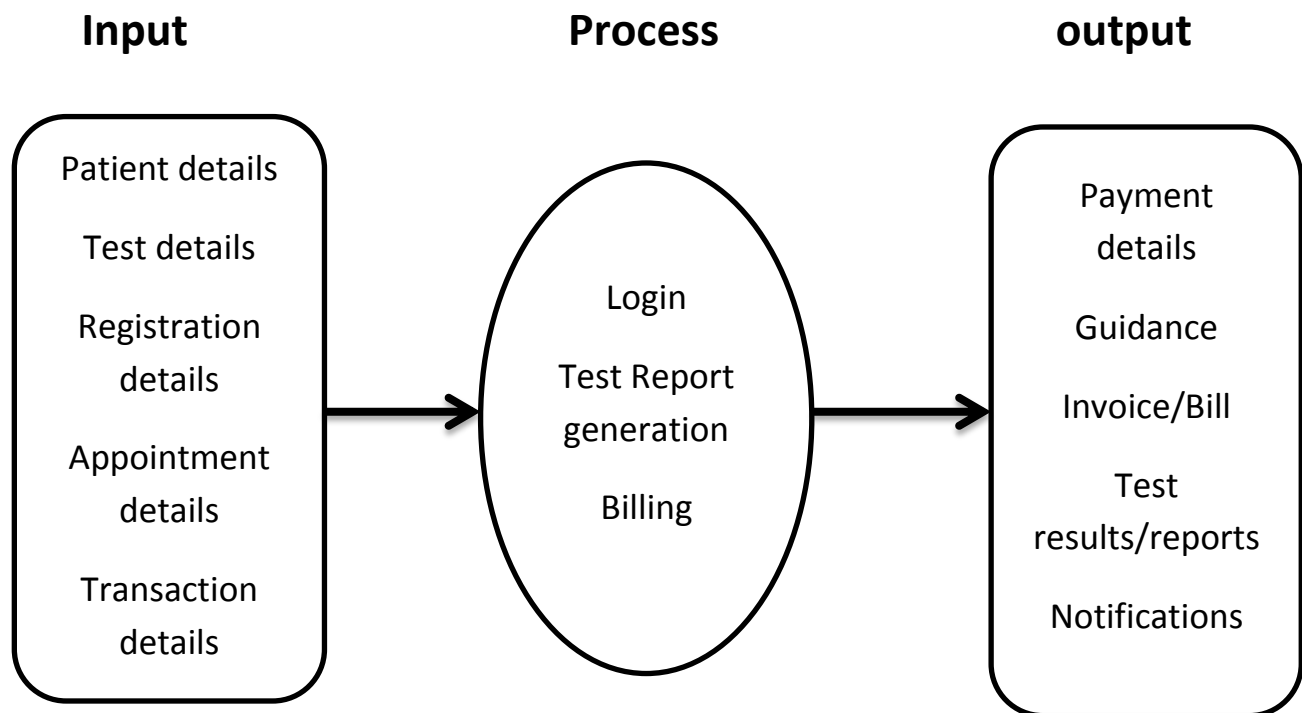 Input
Process
output
Patient details
Test details
Registration
details
Appointment
details
Transaction
details
Login
Test Report
generation
Billing
Payment
details
Guidance
Invoice/Bill
Test
results/reports
Notifications